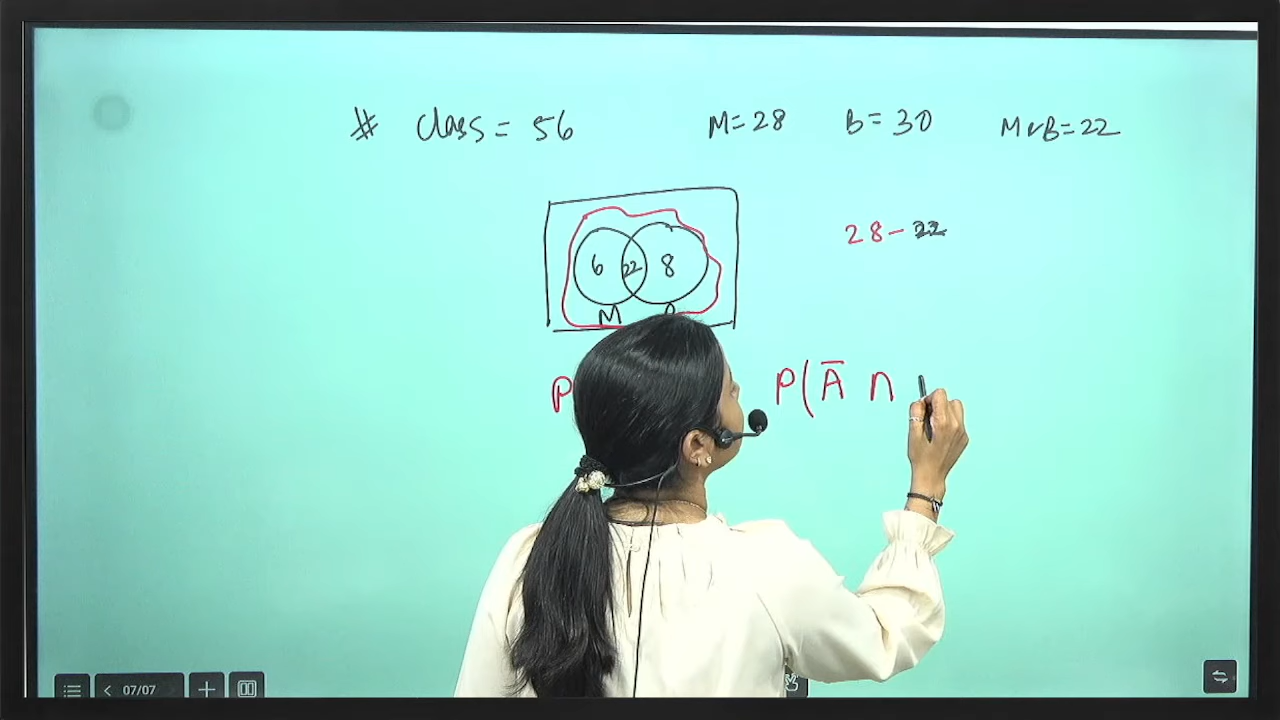 # Class = 56 M=28 B=30 M&B=22
28-22
6 22 8
M
P P(Ā ∩
07/07